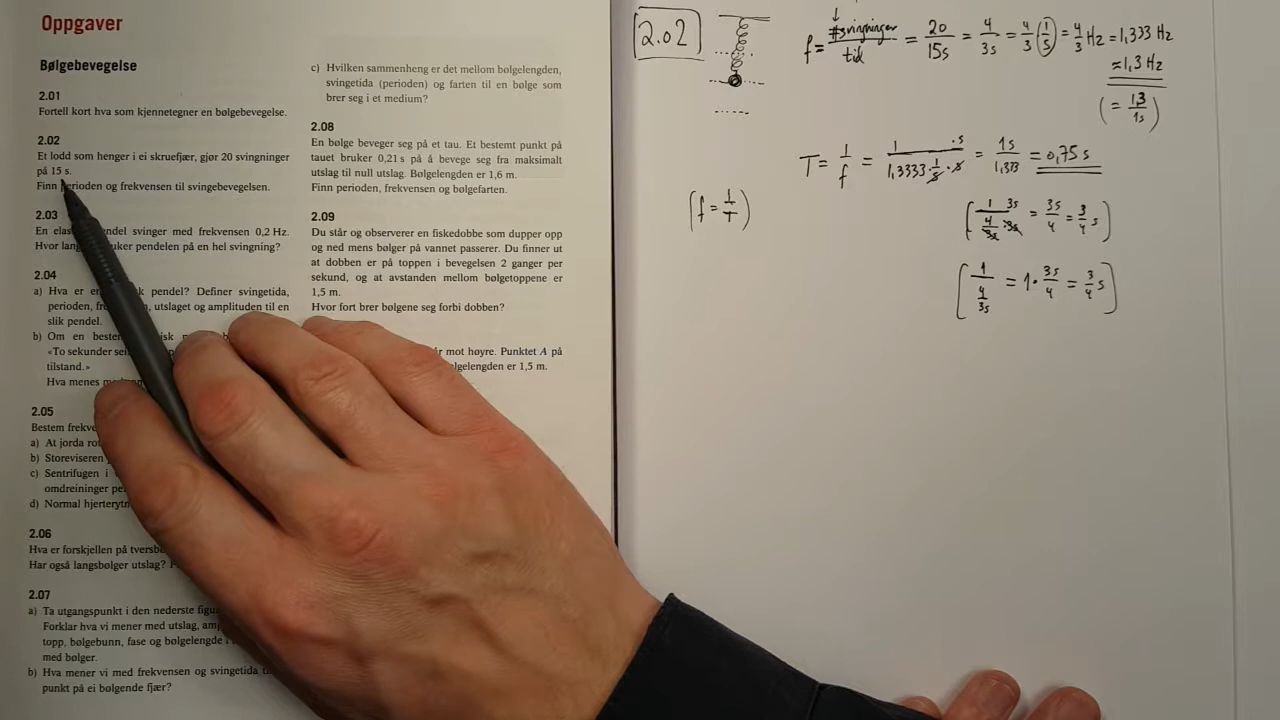 Oppgaver
Bølgebevegelse
2.01
Fortell kort hva som kjennetegner en bølgebevegelse.
2.02
Et lodd som henger i ei skruefjær, gjør 20 svingninger
på 15 s.
Finn perioden og frekvensen til svingebevegelsen.
2.03
En elas pendel svinger med frekvensen 0,2 Hz.
Hvor lang bruker pendelen på en hel svingning?
2.04
a) Hva er en k pendel? Definer svingetida,
perioden, fre n, utslaget og amplituden til en
slik pendel.
b) Om en bestem isk
«To sekunder sei
tilstand.»
Hva menes med
2.05
Bestem frekv
a) At jorda rot
b) Storeviseren
c) Sentrifugen i
omdreininger pe
d) Normal hjerteryt
2.06
Hva er forskjellen på tversbø
Har også langsbølger utslag?
2.07
a) Ta utgangspunkt i den nederste figu
Forklar hva vi mener med utslag, am
topp, bølgebunn, fase og bølgelengde i
med bølger.
b) Hva mener vi med frekvensen og svingetida t
punkt på ei bølgende fjær?
c) Hvilken sammenheng er det mellom bølgelengden,
svingetida (perioden) og farten til en bølge som
brer seg i et medium?
2.08
En bølge beveger seg på et tau. Et bestemt punkt på
tauet bruker 0,21 s på å bevege seg fra maksimalt
utslag til null utslag. Bølgelengden er 1,6 m.
Finn perioden, frekvensen og bølgefarten.
2.09
Du står og observerer en fiskedobbe som dupper opp
og ned mens bølger på vannet passerer. Du finner ut
at dobben er på toppen i bevegelsen 2 ganger per
sekund, og at avstanden mellom bølgetoppene er
1,5 m.
Hvor fort brer bølgene seg forbi dobben?
r mot høyre. Punktet A på
lgelengden er 1,5 m.
2.02
f = #svingninger / tid = 20 / 15s = 4 / 3s = 4/3 (1/s) = 4/3 Hz = 1,333 Hz
≈ 1,3 Hz
(= 1,3 / 1s)
T = 1/f = 1 · s / 1,3333 · 1/s · s = 1s / 1,333 = 0,75 s
(f = 1/T)
[1 · 3s / 4/3s · 3s = 3s/4 = 3/4 s]
[1 / 4/3s = 1 · 3s/4 = 3/4 s]